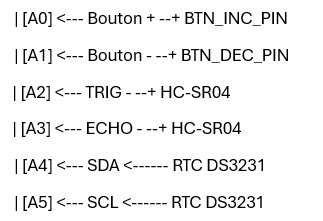 | [A0] <--- Bouton + --+ BTN_INC_PIN
| [A1] <--- Bouton - --+ BTN_DEC_PIN
| [A2] <--- TRIG - --+ HC-SR04
| [A3] <--- ECHO - --+ HC-SR04
| [A4] <--- SDA <------ RTC DS3231
| [A5] <--- SCL <------ RTC DS3231